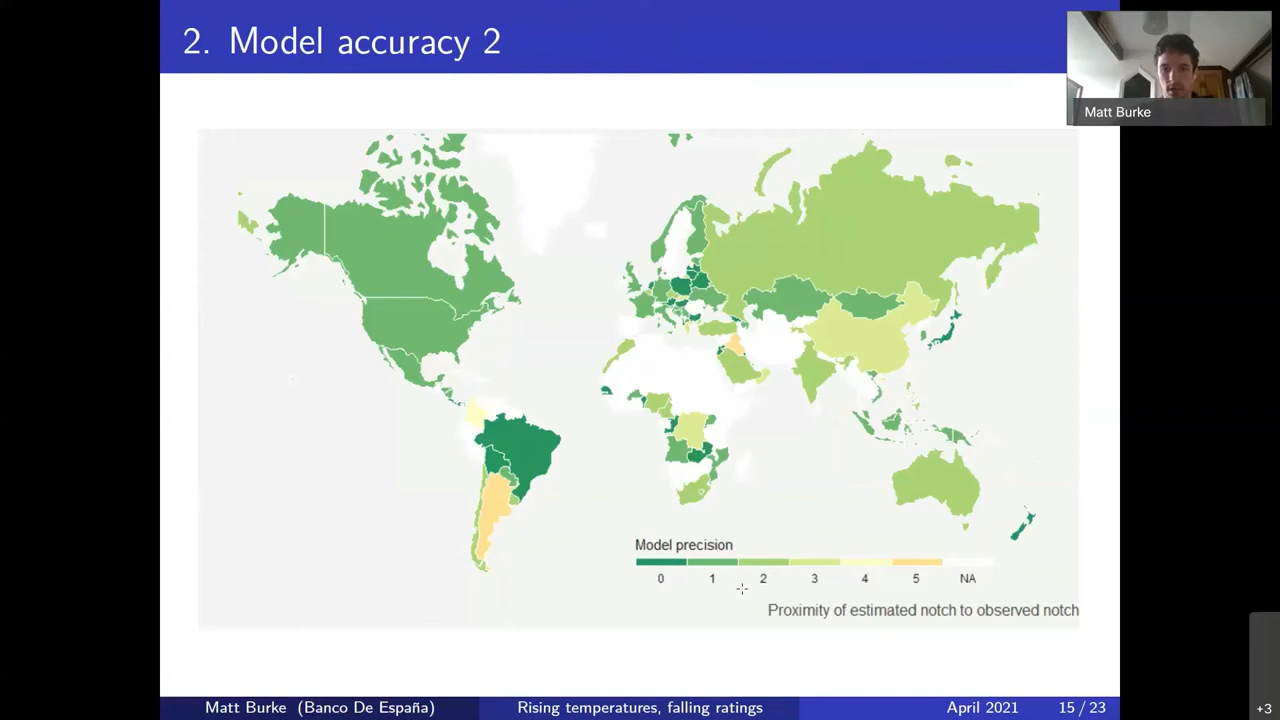 2. Model accuracy 2
Matt Burke
Model precision
0 1 2 3 4 5 NA
Proximity of estimated notch to observed notch
Matt Burke (Banco De España) Rising temperatures, falling ratings April 2021 15 / 23
+3